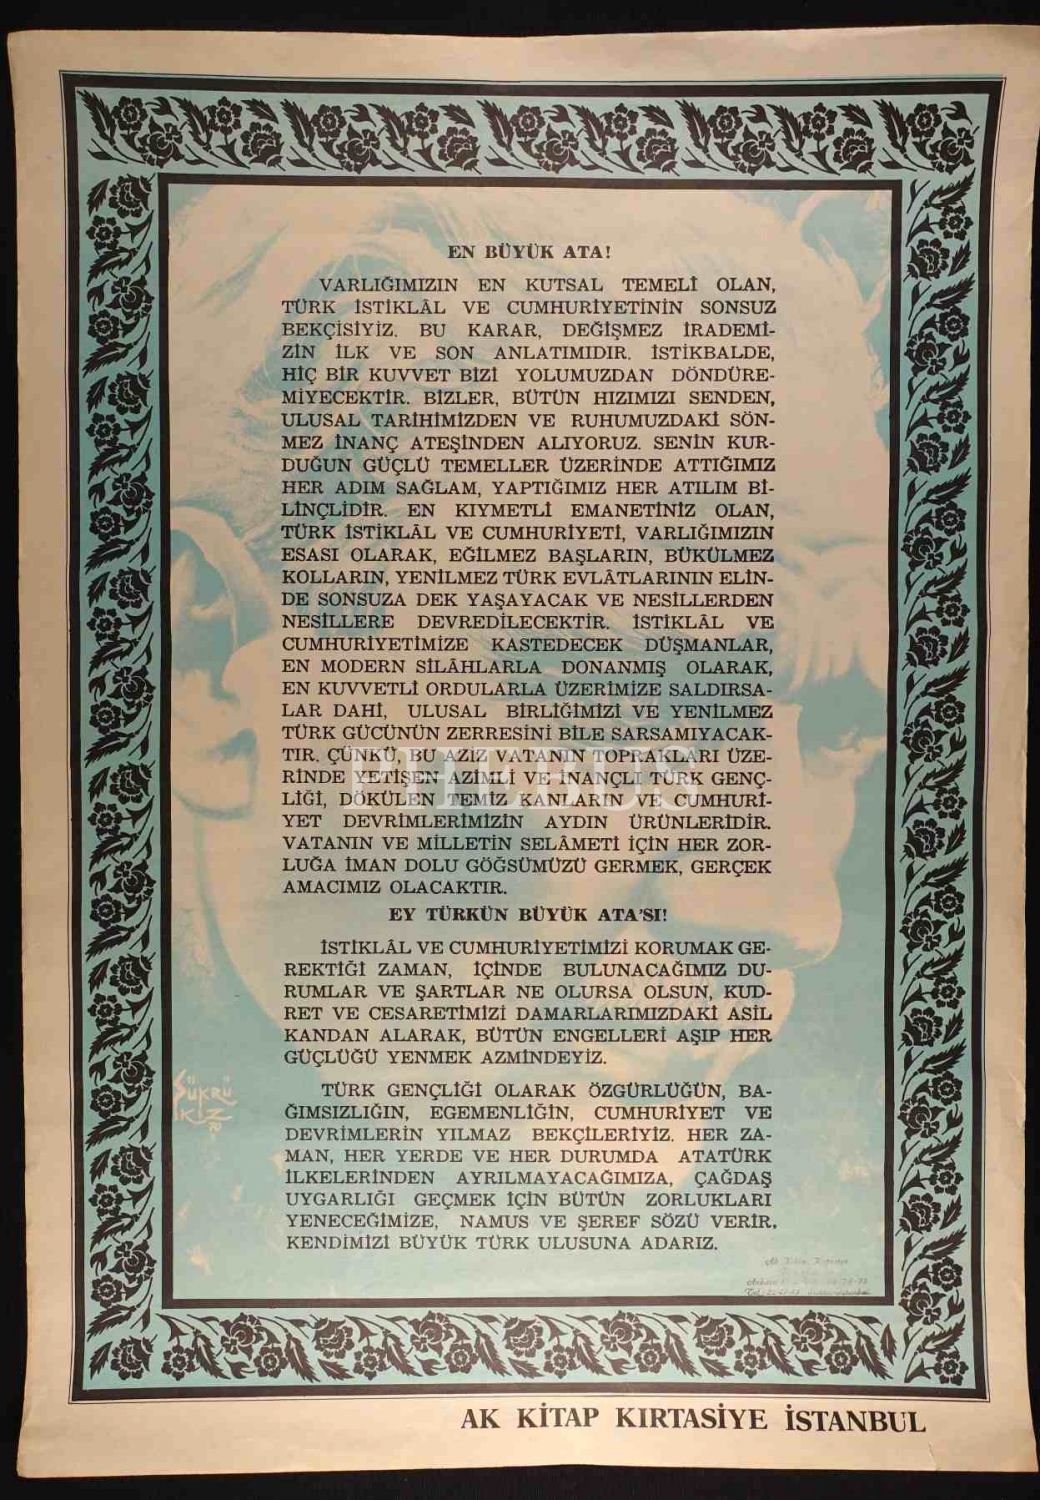 EN BÜYÜK ATA!
VARLIĞIMIZIN EN KUTSAL TEMELİ OLAN,
TÜRK İSTİKLÂL VE CUMHURİYETİNİN SONSUZ
BEKÇİSİYİZ. BU KARAR, DEĞİŞMEZ İRADEMİ-
ZİN İLK VE SON ANLATIMIDIR. İSTİKBALDE,
HİÇ BİR KUVVET BİZİ YOLUMUZDAN DÖNDÜRE-
MİYECEKTİR. BİZLER, BÜTÜN HIZIMIZI SENDEN,
ULUSAL TARİHİMİZDEN VE RUHUMUZDAKİ SÖN-
MEZ İNANÇ ATEŞİNDEN ALIYORUZ. SENİN KUR-
DUĞUN GÜÇLÜ TEMELLER ÜZERİNDE ATTIĞIMIZ
HER ADIM SAĞLAM, YAPTIĞIMIZ HER ATILIM Bİ-
LİNÇLİDİR. EN KIYMETLİ EMANETİNİZ OLAN,
TÜRK İSTİKLÂL VE CUMHURİYETİ, VARLIĞIMIZIN
ESASI OLARAK, EĞİLMEZ BAŞLARIN, BÜKÜLMEZ
KOLLARIN, YENİLMEZ TÜRK EVLÂTLARININ ELİN-
DE SONSUZA DEK YAŞAYACAK VE NESİLLERDEN
NESİLLERE DEVREDİLECEKTİR. İSTİKLÂL VE
CUMHURİYETİMİZE KASTEDECEK DÜŞMANLAR,
EN MODERN SİLÂHLARLA DONANMIŞ OLARAK,
EN KUVVETLİ ORDULARLA ÜZERİMİZE SALDIRSA-
LAR DAHİ, ULUSAL BİRLİĞİMİZİ VE YENİLMEZ
TÜRK GÜCÜNÜN ZERRESİNİ BİLE SARSAMIYACAK-
TIR. ÇÜNKÜ, BU AZİZ VATANIN TOPRAKLARI ÜZE-
RİNDE YETİŞEN AZİMLİ VE İNANÇLI TÜRK GENÇ-
LİĞİ, DÖKÜLEN TEMİZ KANLARIN VE CUMHURİ-
YET DEVRİMLERİMİZİN AYDIN ÜRÜNLERİDİR.
VATANIN VE MİLLETİN SELÂMETİ İÇİN HER ZOR-
LUĞA İMAN DOLU GÖĞSÜMÜZÜ GERMEK, GERÇEK
AMACIMIZ OLACAKTIR.
EY TÜRKÜN BÜYÜK ATA'SI!
İSTİKLÂL VE CUMHURİYETİMİZİ KORUMAK GE-
REKTİĞİ ZAMAN, İÇİNDE BULUNACAĞIMIZ DU-
RUMLAR VE ŞARTLAR NE OLURSA OLSUN, KUD-
RET VE CESARETİMİZİ DAMARLARIMIZDAKİ ASİL
KANDAN ALARAK, BÜTÜN ENGELLERİ AŞIP HER
GÜÇLÜĞÜ YENMEK AZMİNDEYİZ.
TÜRK GENÇLİĞİ OLARAK ÖZGÜRLÜĞÜN, BA-
ĞIMSIZLIĞIN, EGEMENLİĞİN, CUMHURİYET VE
DEVRİMLERİN YILMAZ BEKÇİLERİYİZ. HER ZA-
MAN, HER YERDE VE HER DURUMDA ATATÜRK
İLKELERİNDEN AYRILMAYACAĞIMIZA, ÇAĞDAŞ
UYGARLIĞI GEÇMEK İÇİN BÜTÜN ZORLUKLARI
YENECEĞİMİZE, NAMUS VE ŞEREF SÖZÜ VERİR,
KENDİMİZİ BÜYÜK TÜRK ULUSUNA ADARIZ.
ŞÜKRÜ
İKİZ
70
PHEBUS
AK KİTAP KIRTASİYE İSTANBUL